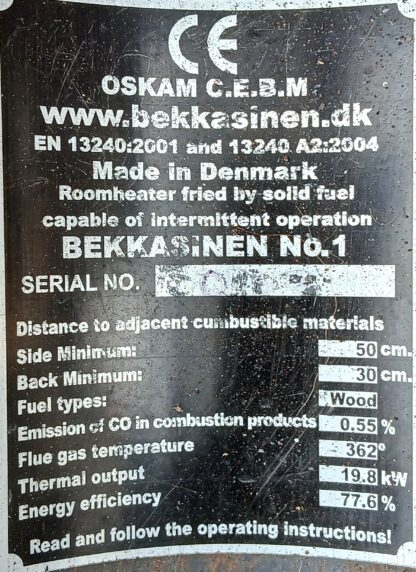 CE
OSKAM C.E.B.M
www.bekkasinen.dk
EN 13240:2001 and 13240 A2:2004
Made in Denmark
Roomheater fried by solid fuel
capable of intermittent operation
BEKKASiNEN No.1
SERIAL NO.
Distance to adjacent cumbustible materials
Side Minimum: 50 cm.
Back Minimum: 30 cm.
Fuel types: Wood
Emission of CO in combustion products 0.55 %
Flue gas temperature 362°
Thermal output 19.8 kW
Energy efficiency 77.6 %
Read and follow the operating instructions!